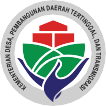 KEMENTERIAN DESA, PEMBANGUNAN DAERAH TERTINGGAL, DAN TRANSMIGRASI